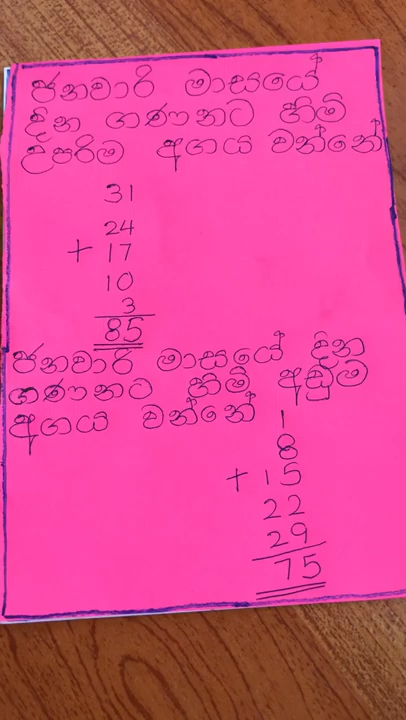 ජනවාරි මාසයේ
දින ගණනට හිමි
උපරිම අගය වන්නේ
31
24
+ 17
10
3
85
ජනවාරි මාසයේ දින
ගණනට හිමි අඩුම
අගය වන්නේ
1
8
+ 15
22
29
75